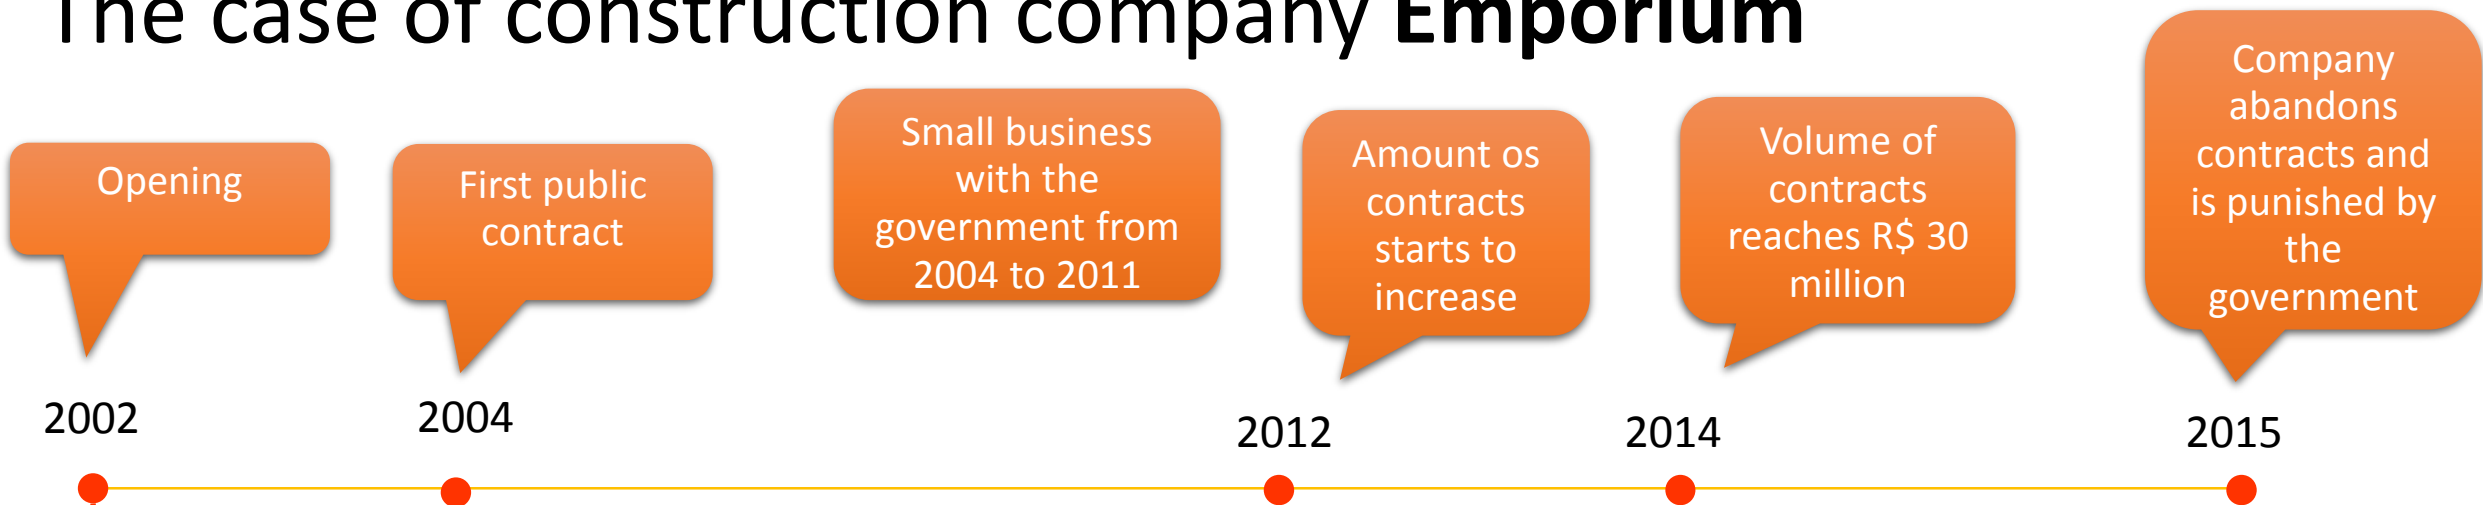 The case of construction company Emporium
Opening
First public
contract
Small business
with the
government from
2004 to 2011
Amount os
contracts
starts to
increase
Volume of
contracts
reaches R$ 30
million
Company
abandons
contracts and
is punished by
the
government
2002
2004
2012
2014
2015